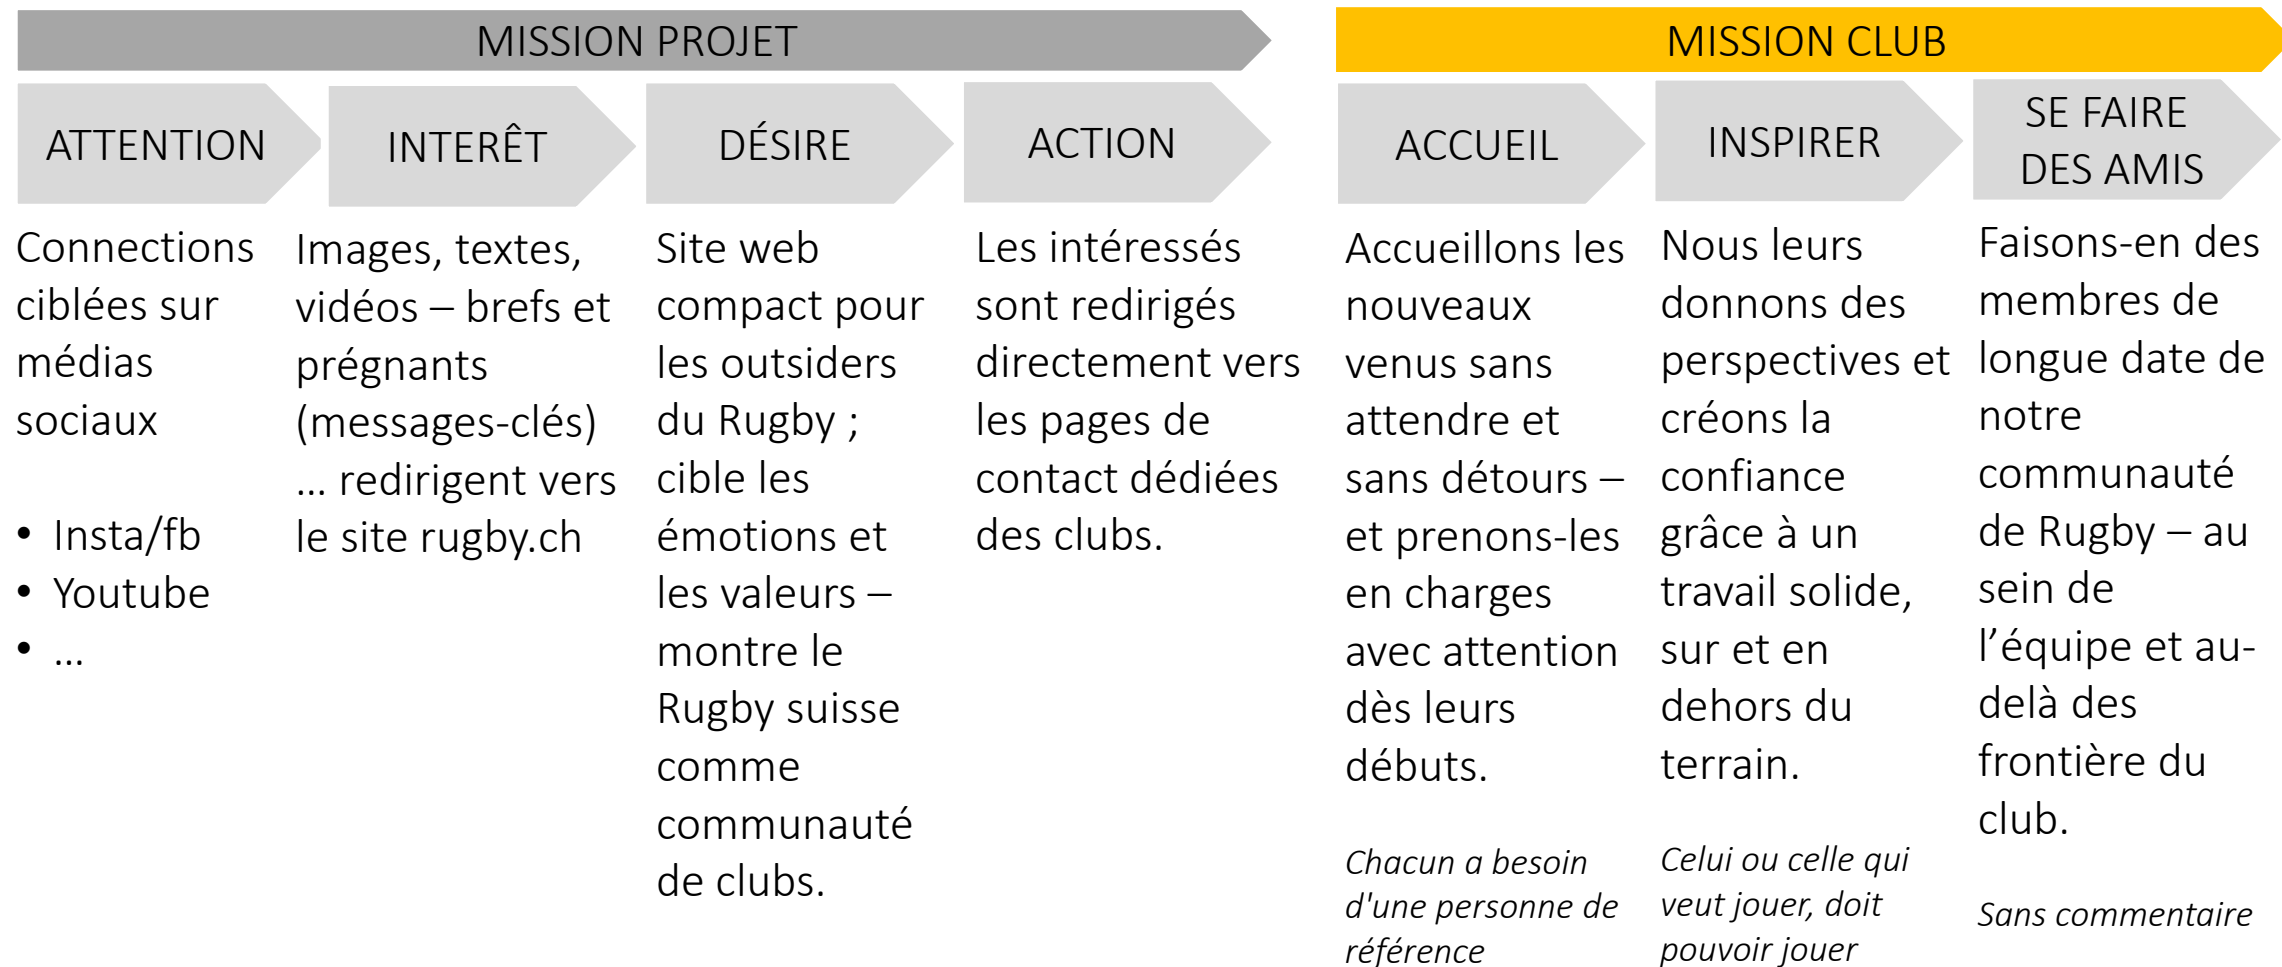 MISSION PROJET
ATTENTION
INTERÊT
DÉSIRE
ACTION
Connections
ciblées sur
médias
sociaux
• Insta/fb
• Youtube
• ...
Images, textes,
vidéos – brefs et
prégnants
(messages-clés)
... redirigent vers
le site rugby.ch
Site web
compact pour
les outsiders
du Rugby ;
cible les
émotions et
les valeurs –
montre le
Rugby suisse
comme
communauté
de clubs.
Les intéressés
sont redirigés
directement vers
les pages de
contact dédiées
des clubs.
MISSION CLUB
ACCUEIL
INSPIRER
SE FAIRE
DES AMIS
Accueillons les
nouveaux
venus sans
attendre et
sans détours –
et prenons-les
en charges
avec attention
dès leurs
débuts.
Chacun a besoin
d'une personne de
référence
Nous leurs
donnons des
perspectives et
créons la
confiance
grâce à un
travail solide,
sur et en
dehors du
terrain.
Celui ou celle qui
veut jouer, doit
pouvoir jouer
Faisons-en des
membres de
longue date de
notre
communauté
de Rugby – au
sein de
l’équipe et au-
delà des
frontière du
club.
Sans commentaire